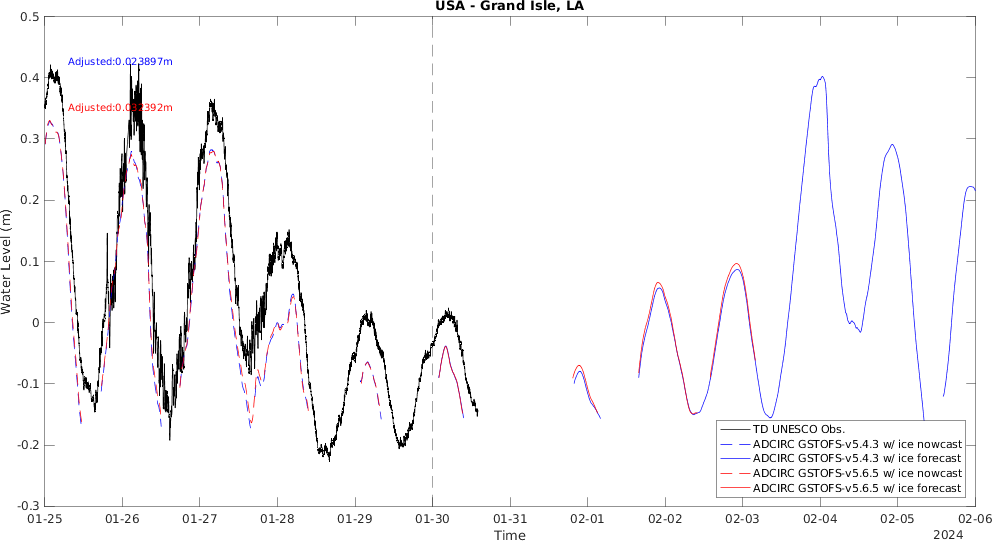 USA - Grand Isle, LA
0.5
0.4
0.3
0.2
0.1
0
-0.1
-0.2
-0.3
Water Level (m)
Adjusted:0.023897m
Adjusted:0.032392m
TD UNESCO Obs.
ADCIRC GSTOFS-v5.4.3 w/ ice nowcast
ADCIRC GSTOFS-v5.4.3 w/ ice forecast
ADCIRC GSTOFS-v5.6.5 w/ ice nowcast
ADCIRC GSTOFS-v5.6.5 w/ ice forecast
01-25 01-26 01-27 01-28 01-29 01-30 01-31 02-01 02-02 02-03 02-04 02-05 02-06
Time
2024